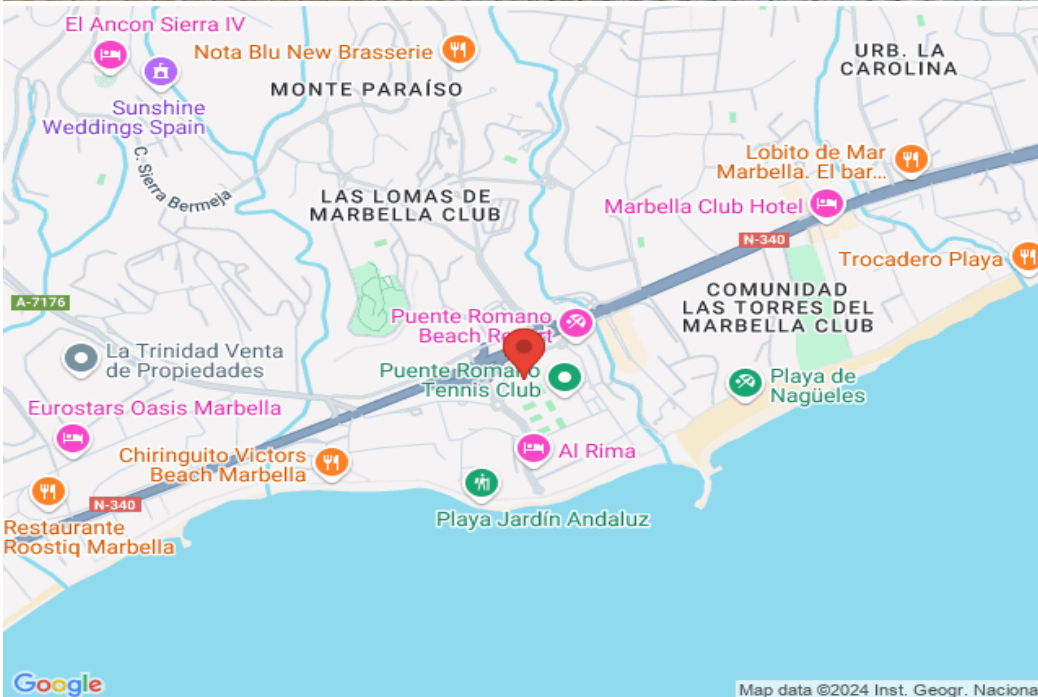 El Ancon Sierra IV
Nota Blu New Brasserie
URB. LA
CAROLINA
MONTE PARAÍSO
Sunshine
Weddings Spain
Lobito de Mar
Marbella. El bar...
C. Sierra Bermeja
LAS LOMAS DE
MARBELLA CLUB
Marbella Club Hotel
N-340
Trocadero Playa
COMUNIDAD
LAS TORRES DEL
MARBELLA CLUB
A-7176
Puente Romano
Beach Resort
La Trinidad Venta
de Propiedades
Puente Romano
Tennis Club
Playa de
Nagüeles
Eurostars Oasis Marbella
Chiringuito Victors
Beach Marbella
Al Rima
N-340
Restaurante
Roostiq Marbella
Playa Jardín Andaluz
Google
Map data ©2024 Inst. Geogr. Naciona